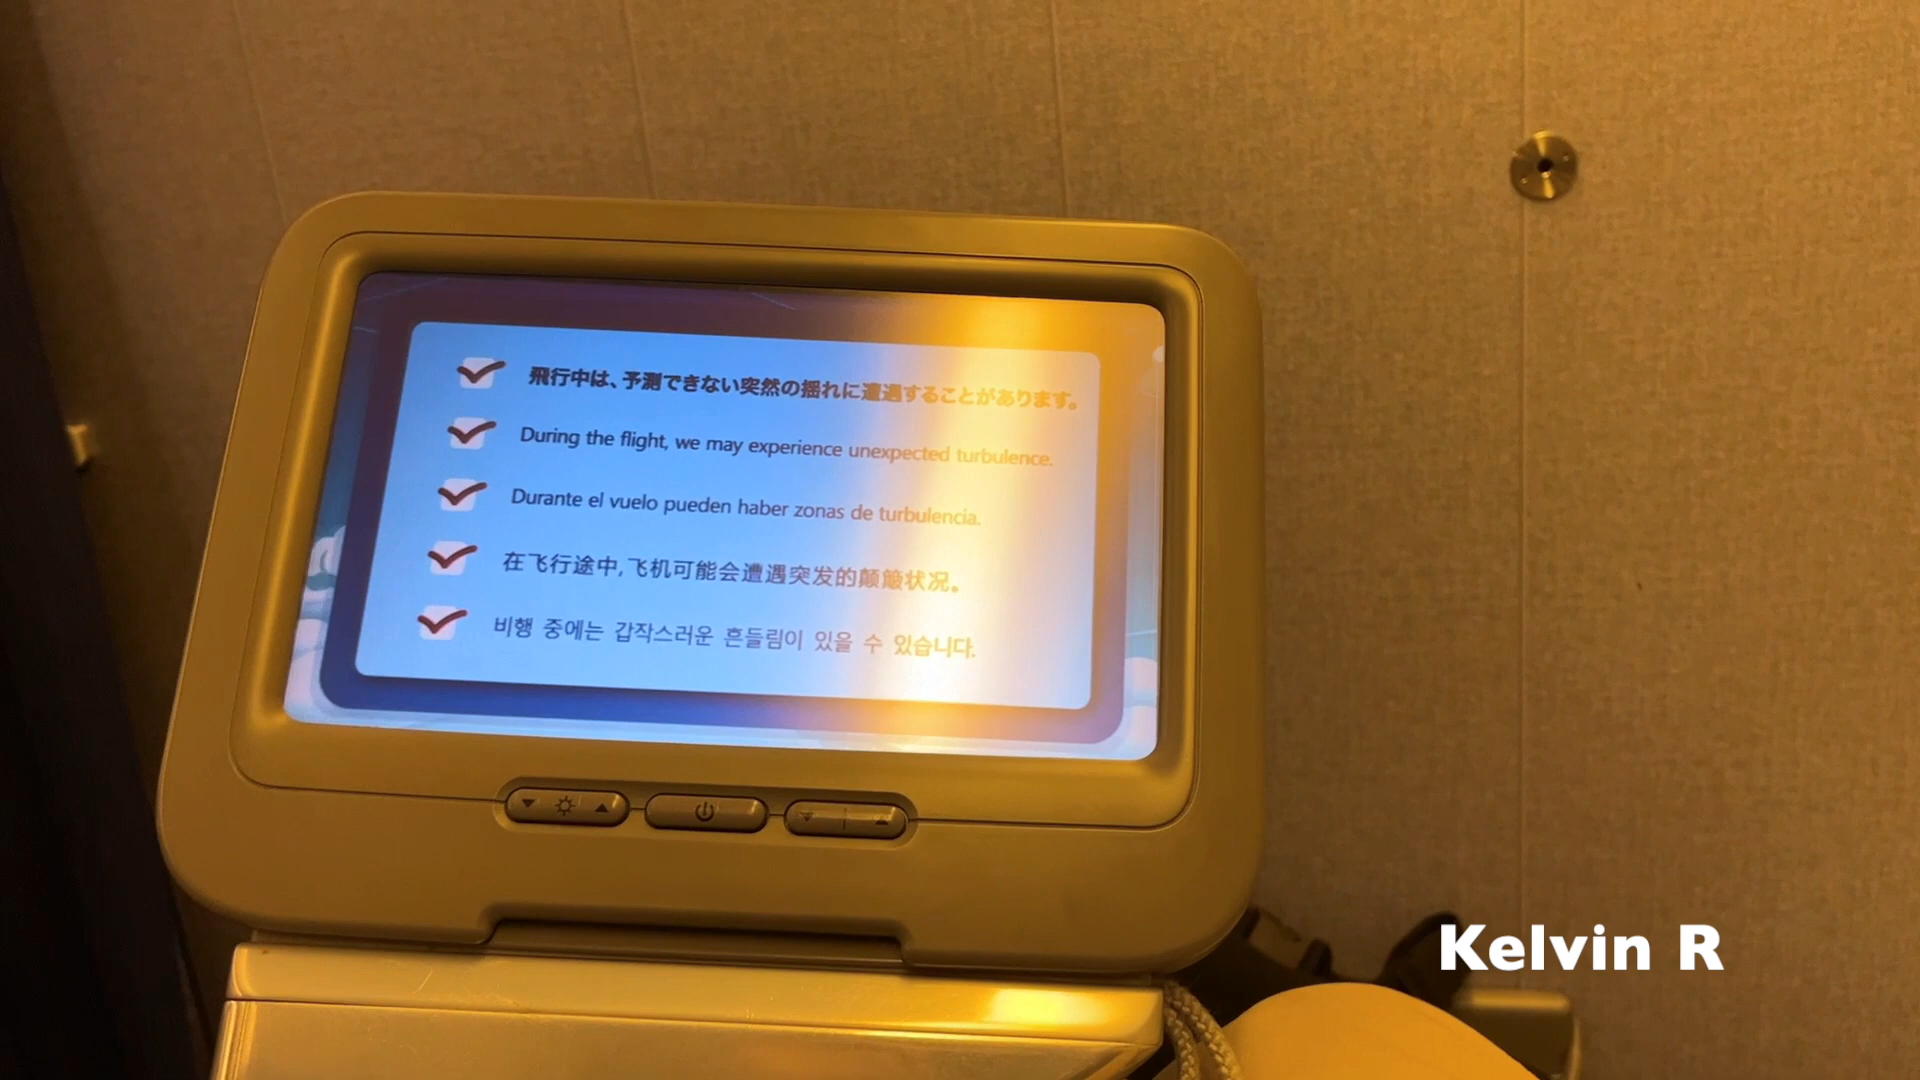 飛行中は、予測できない突然の揺れに遭遇することがあります。
During the flight, we may experience unexpected turbulence.
Durante el vuelo pueden haber zonas de turbulencia.
在飞行途中,飞机可能会遭遇突发的颠簸状况。
비행 중에는 갑작스러운 흔들림이 있을 수 있습니다.
Kelvin R